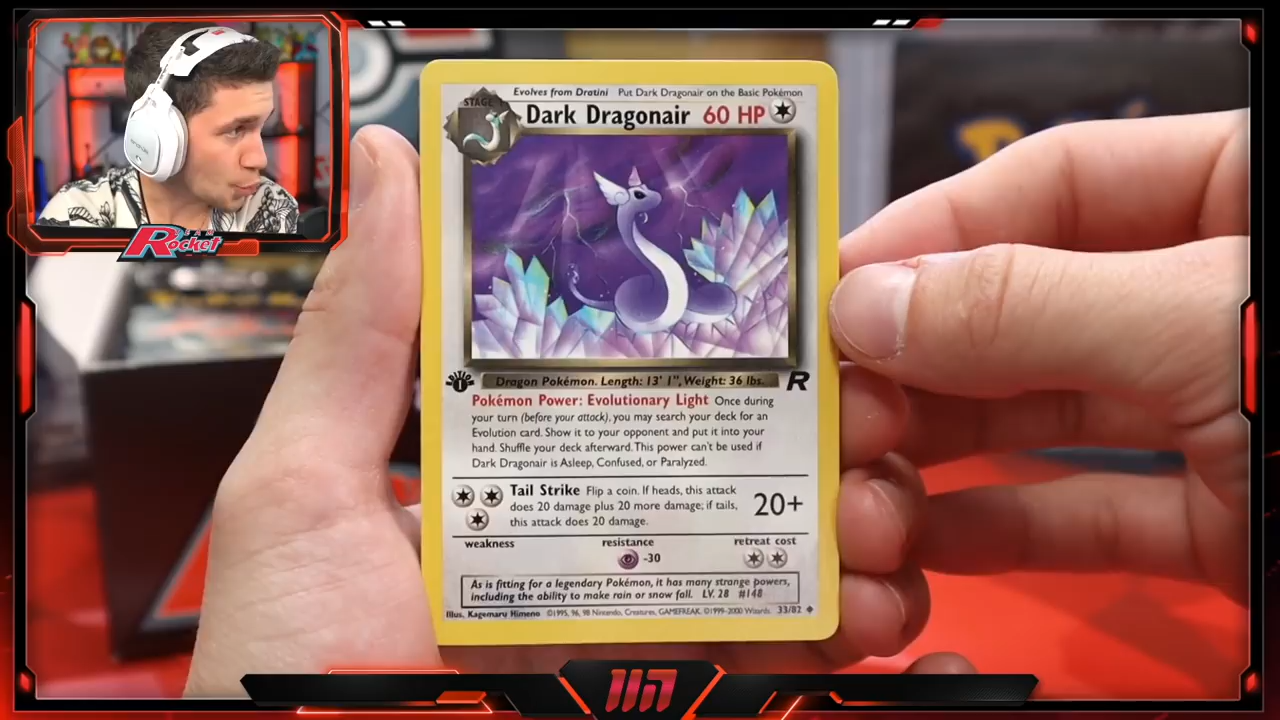 TEAM
Rocket
Evolves from Dratini Put Dark Dragonair on the Basic Pokémon
STAGE 1
Dark Dragonair 60 HP
EDITION
1
Dragon Pokémon. Length: 13' 1", Weight: 36 lbs.
R
Pokémon Power: Evolutionary Light Once during
your turn (before your attack), you may search your deck for an
Evolution card. Show it to your opponent and put it into your
hand. Shuffle your deck afterward. This power can't be used if
Dark Dragonair is Asleep, Confused, or Paralyzed.
Tail Strike Flip a coin. If heads, this attack
does 20 damage plus 20 more damage; if tails,
this attack does 20 damage.
20+
weakness resistance retreat cost
-30
As is fitting for a legendary Pokémon, it has many strange powers,
including the ability to make rain or snow fall. LV. 28 #148
Illus. Kagemaru Himeno ©1995, 96, 98 Nintendo, Creatures, GAMEFREAK. ©1999-2000 Wizards. 33/82